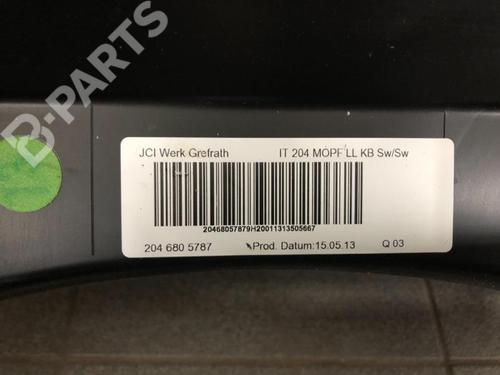 B-PARTS
JCI Werk Grefrath IT 204 MOPF LL KB Sw/Sw
20468057879H20011313505667
204 680 5787 Prod. Datum:15.05.13 Q 03